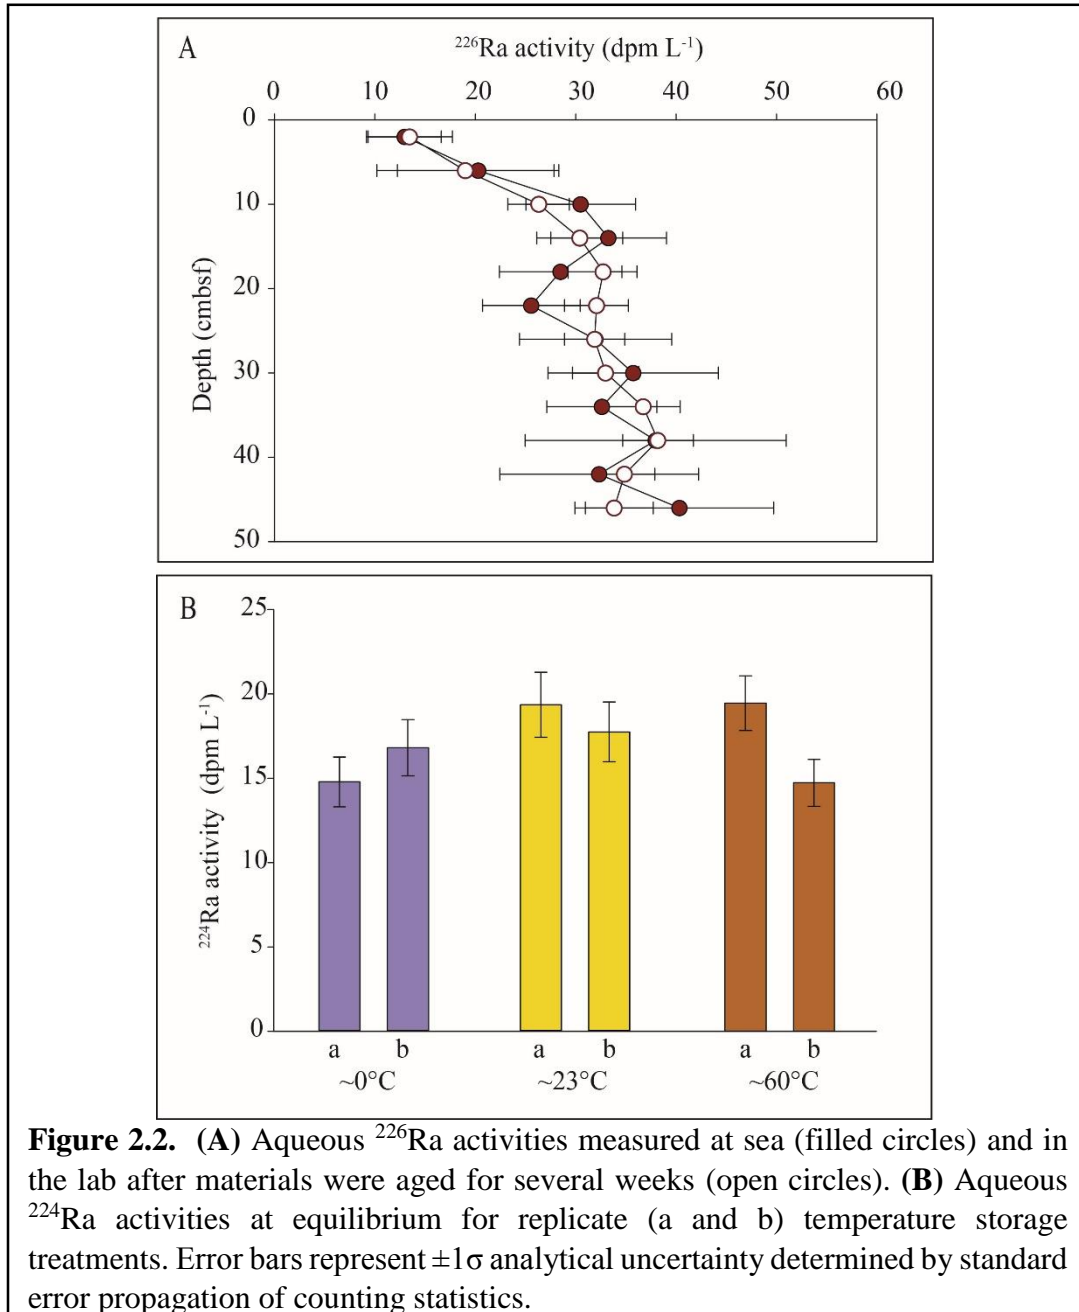 A
²²⁶Ra activity (dpm L⁻¹)
0 10 20 30 40 50 60
0
10
20
30
40
50
Depth (cmbsf)
B
25
20
15
10
5
0
²²⁴Ra activity (dpm L⁻¹)
a b a b a b
~0°C ~23°C ~60°C
Figure 2.2. (A) Aqueous ²²⁶Ra activities measured at sea (filled circles) and in
the lab after materials were aged for several weeks (open circles). (B) Aqueous
²²⁴Ra activities at equilibrium for replicate (a and b) temperature storage
treatments. Error bars represent ±1σ analytical uncertainty determined by standard
error propagation of counting statistics.